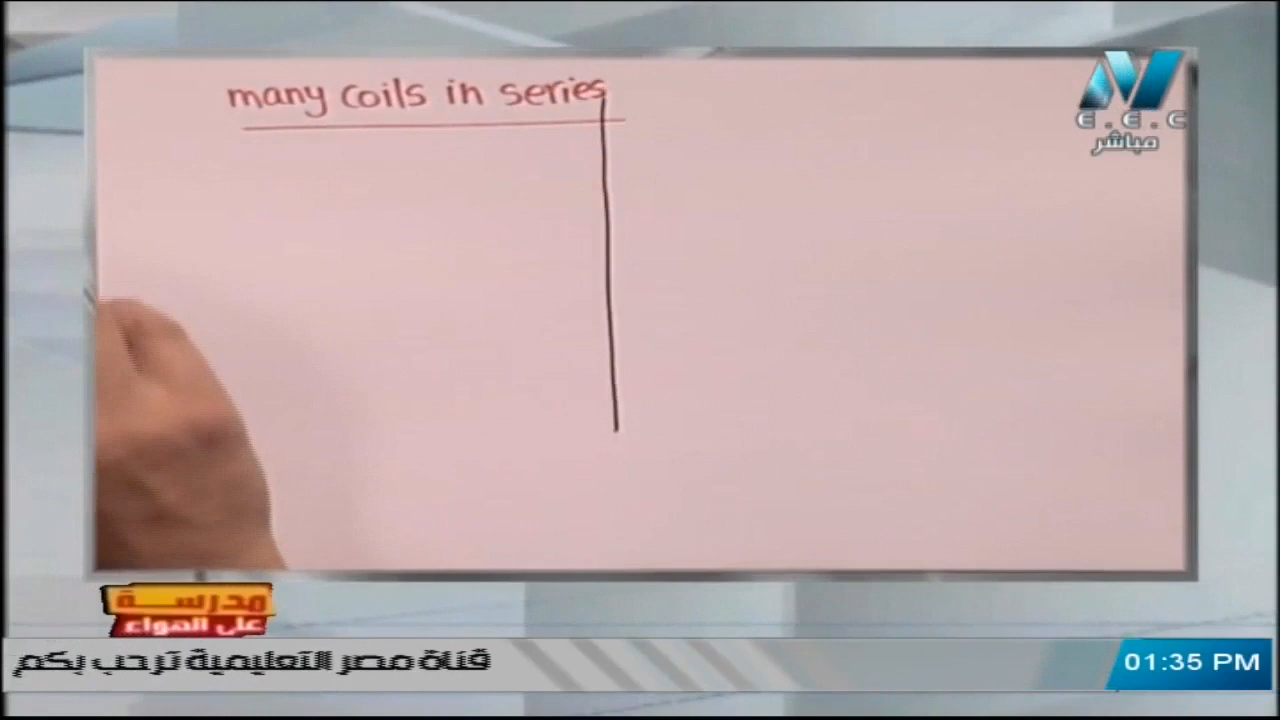 many coils in series
E.E.C
مباشر
مدرسة
على الهواء
قناة مصر التعليمية ترحب بكم
01:35 PM